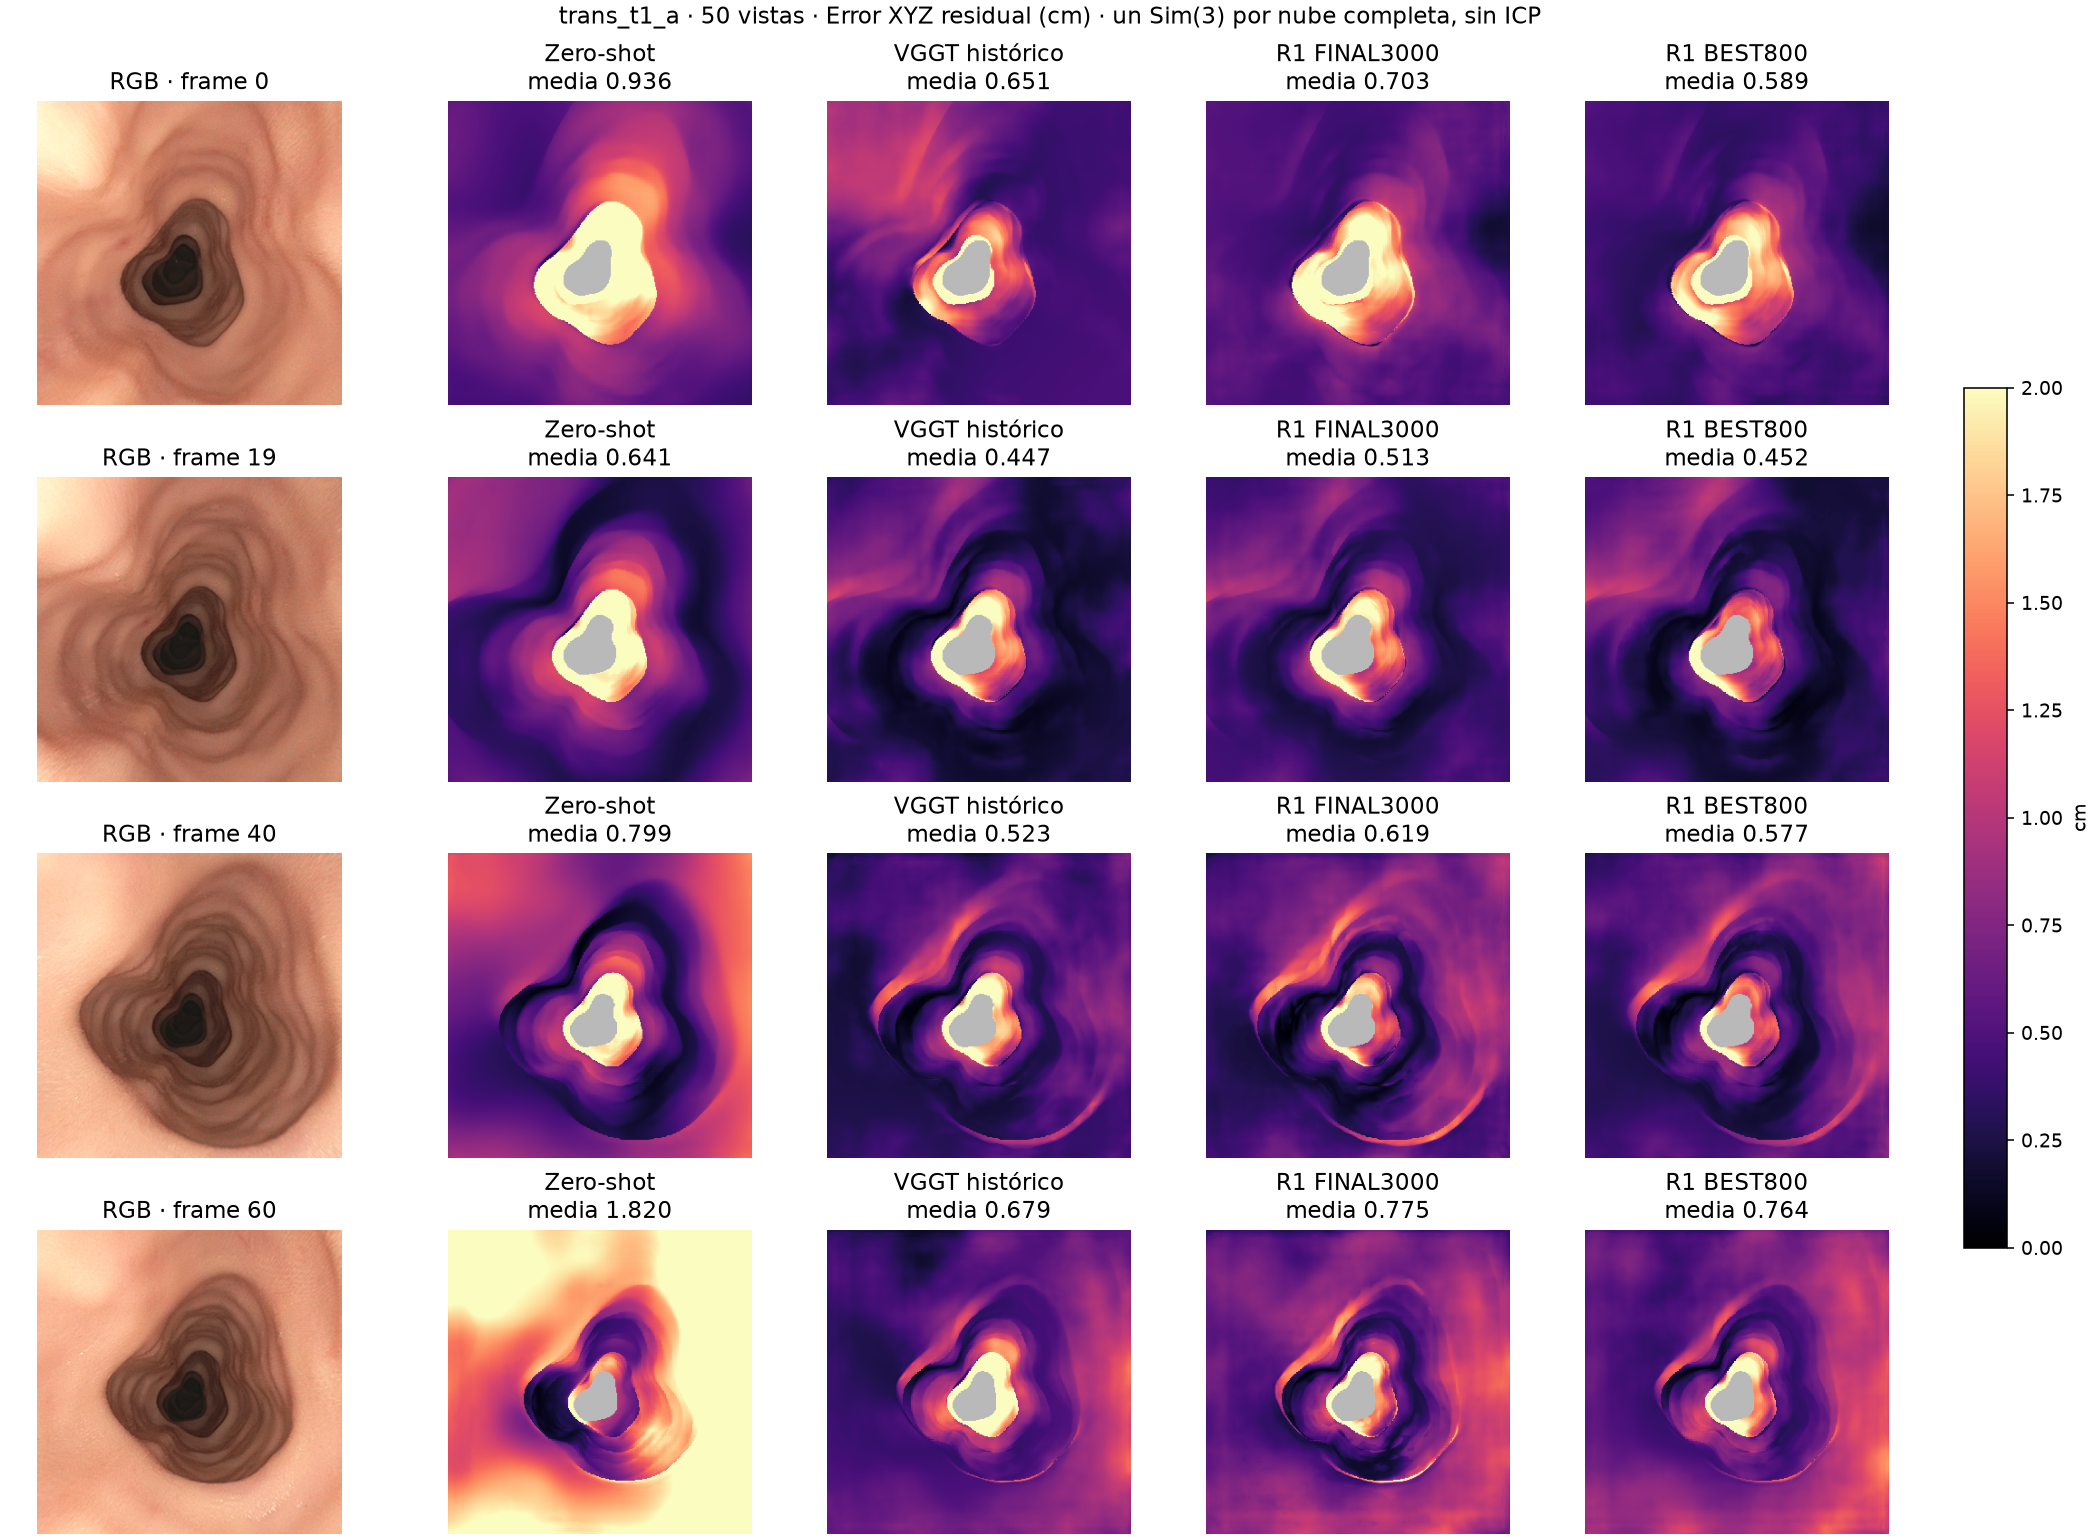 trans_t1_a · 50 vistas · Error XYZ residual (cm) · un Sim(3) por nube completa, sin ICP
RGB · frame 0
Zero-shot
media 0.936
VGGT histórico
media 0.651
R1 FINAL3000
media 0.703
R1 BEST800
media 0.589
RGB · frame 19
Zero-shot
media 0.641
VGGT histórico
media 0.447
R1 FINAL3000
media 0.513
R1 BEST800
media 0.452
RGB · frame 40
Zero-shot
media 0.799
VGGT histórico
media 0.523
R1 FINAL3000
media 0.619
R1 BEST800
media 0.577
RGB · frame 60
Zero-shot
media 1.820
VGGT histórico
media 0.679
R1 FINAL3000
media 0.775
R1 BEST800
media 0.764
2.00
1.75
1.50
1.25
1.00
0.75
0.50
0.25
0.00
cm